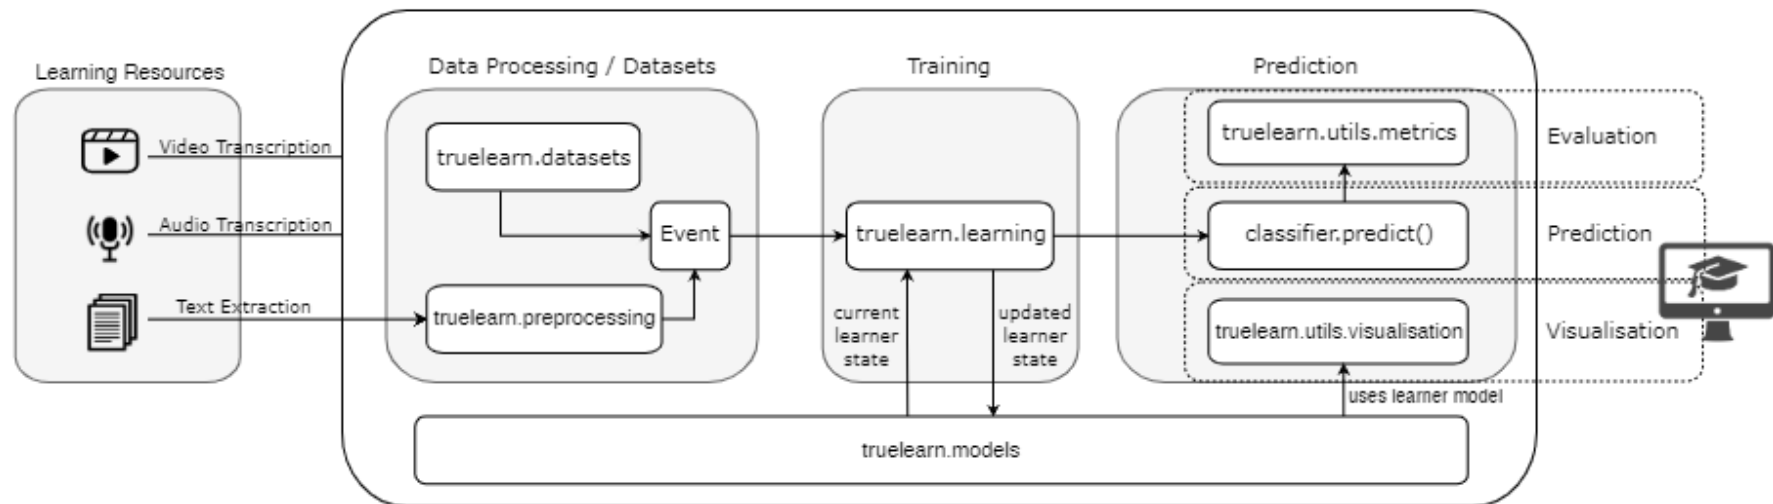 Learning Resources
Video Transcription
Audio Transcription
Text Extraction
Data Processing / Datasets
truelearn.datasets
Event
truelearn.preprocessing
Training
truelearn.learning
current
learner
state
updated
learner
state
Prediction
truelearn.utils.metrics
Evaluation
classifier.predict()
Prediction
truelearn.utils.visualisation
Visualisation
uses learner model
truelearn.models